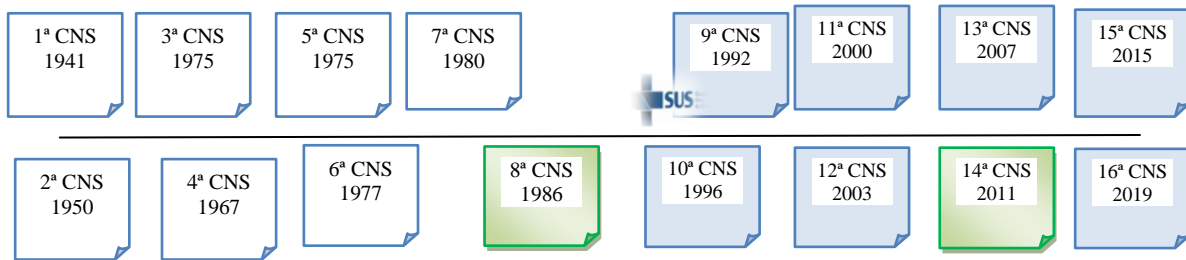 1ª CNS
1941
3ª CNS
1975
5ª CNS
1975
7ª CNS
1980
9ª CNS
1992
11ª CNS
2000
13ª CNS
2007
15ª CNS
2015
SUS
2ª CNS
1950
4ª CNS
1967
6ª CNS
1977
8ª CNS
1986
10ª CNS
1996
12ª CNS
2003
14ª CNS
2011
16ª CNS
2019